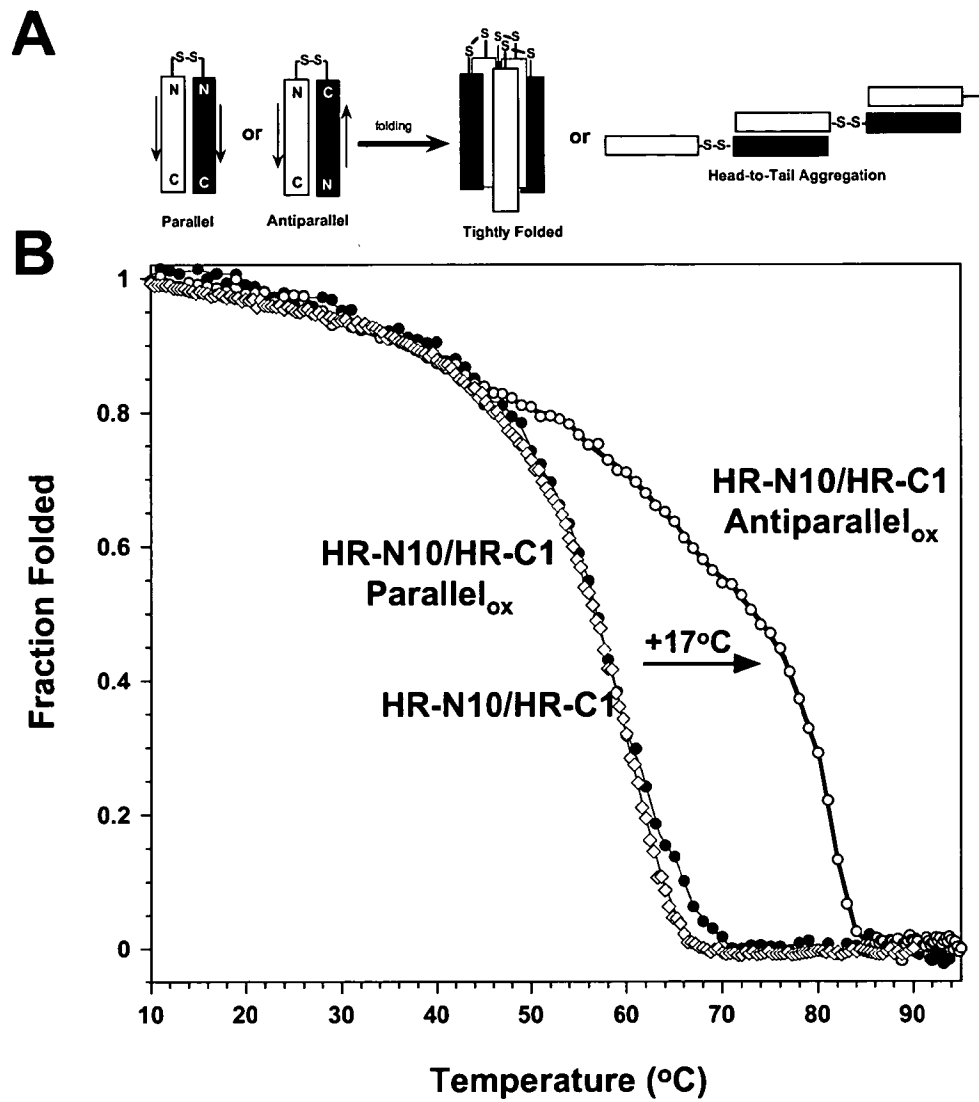 A
S-S
S-S
S S S S S S
N N
C C
Parallel
or
C
N
C
N
Antiparallel
folding
Tightly Folded
or
-S-S-
-S-S-
Head-to-Tail Aggregation
B
1
0.8
0.6
0.4
0.2
0
Fraction Folded
HR-N10/HR-C1
Antiparallelox
HR-N10/HR-C1
Parallelox
+17°C
HR-N10/HR-C1
10 20 30 40 50 60 70 80 90
Temperature (°C)